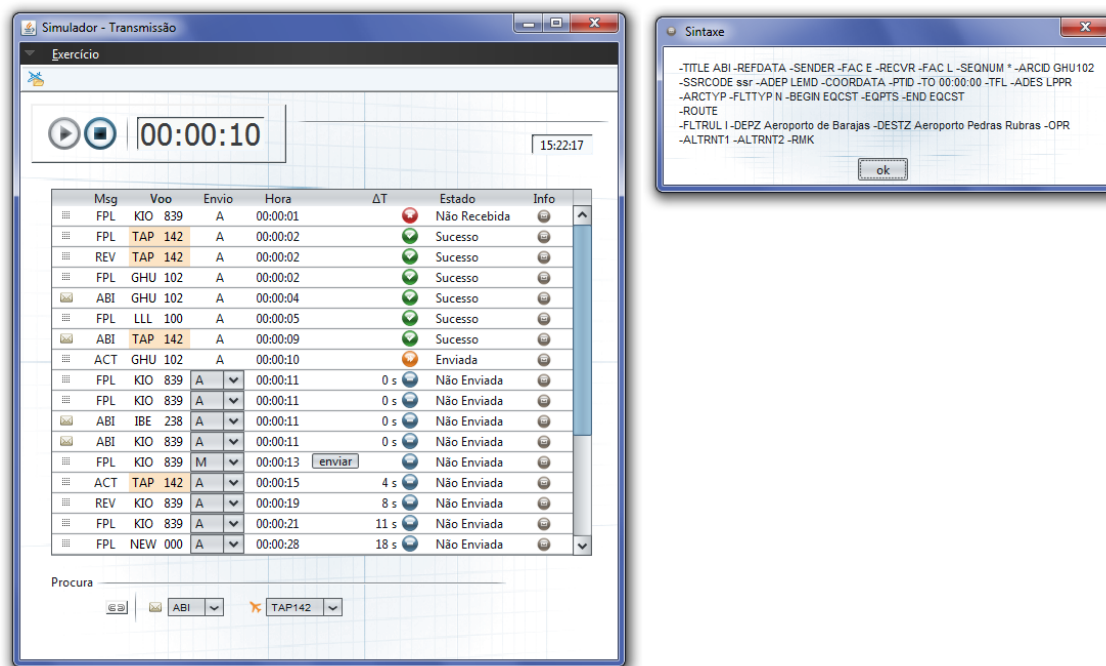 Simulador - Transmissão
Exercício
00:00:10
15:22:17
Msg Voo Envio Hora ΔT Estado Info
FPL KIO 839 A 00:00:01 Não Recebida
FPL TAP 142 A 00:00:02 Sucesso
REV TAP 142 A 00:00:02 Sucesso
FPL GHU 102 A 00:00:02 Sucesso
ABI GHU 102 A 00:00:04 Sucesso
FPL LLL 100 A 00:00:05 Sucesso
ABI TAP 142 A 00:00:09 Sucesso
ACT GHU 102 A 00:00:10 Enviada
FPL KIO 839 A 00:00:11 0 s Não Enviada
FPL KIO 839 A 00:00:11 0 s Não Enviada
ABI IBE 238 A 00:00:11 0 s Não Enviada
ABI KIO 839 A 00:00:11 0 s Não Enviada
FPL KIO 839 M 00:00:13 enviar Não Enviada
ACT TAP 142 A 00:00:15 4 s Não Enviada
REV KIO 839 A 00:00:19 8 s Não Enviada
FPL KIO 839 A 00:00:21 11 s Não Enviada
FPL NEW 000 A 00:00:28 18 s Não Enviada
Procura
ABI TAP142
Sintaxe
-TITLE ABI -REFDATA -SENDER -FAC E -RECVR -FAC L -SEQNUM * -ARCID GHU102
-SSRCODE ssr -ADEP LEMD -COORDATA -PTID -TO 00:00:00 -TFL -ADES LPPR
-ARCTYP -FLTTYP N -BEGIN EQCST -EQPTS -END EQCST
-ROUTE
-FLTRUL I -DEPZ Aeroporto de Barajas -DESTZ Aeroporto Pedras Rubras -OPR
-ALTRNT1 -ALTRNT2 -RMK
ok